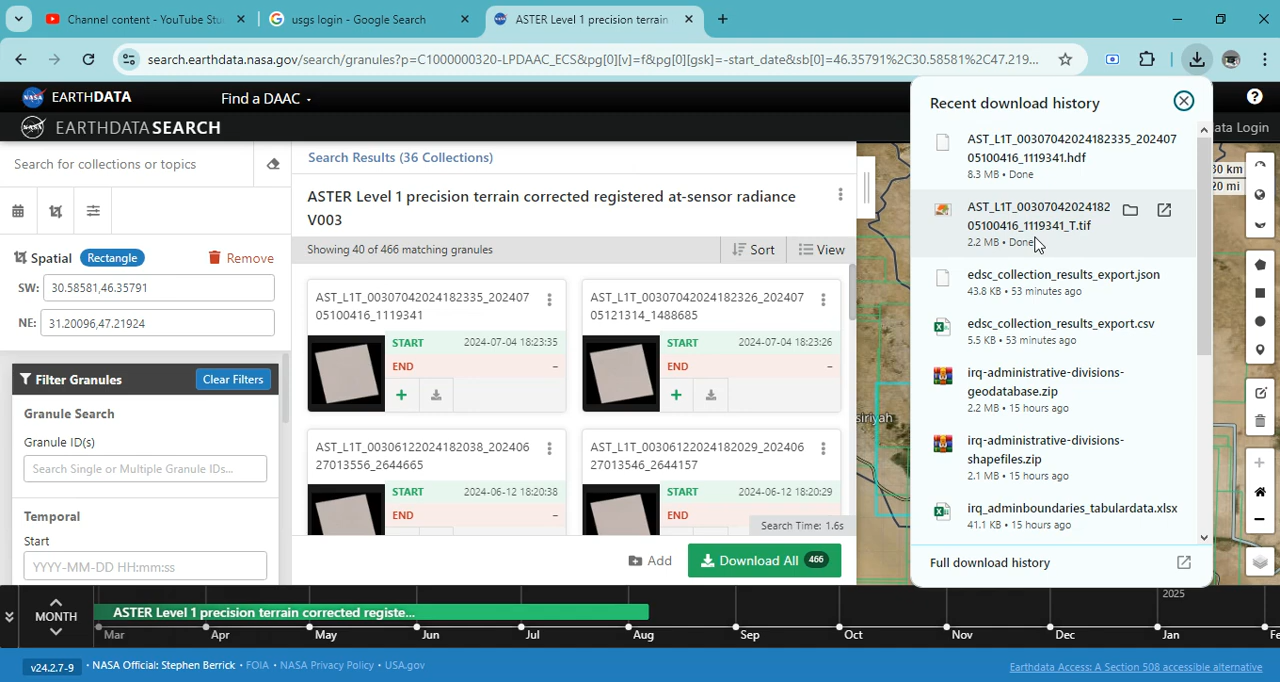 Channel content - YouTube Stu
usgs login - Google Search
ASTER Level 1 precision terrain
search.earthdata.nasa.gov/search/granules?p=C1000000320-LPDAAC_ECS&pg[0][v]=f&pg[0][gsk]=-start_date&sb[0]=46.35791%2C30.58581%2C47.219...
EARTHDATA
Find a DAAC
EARTHDATA SEARCH
ata Login
Search for collections or topics
Spatial
Rectangle
Remove
SW:
30.58581,46.35791
NE:
31.20096,47.21924
Filter Granules
Clear Filters
Granule Search
Granule ID(s)
Search Single or Multiple Granule IDs...
Temporal
Start
YYYY-MM-DD HH:mm:ss
Search Results (36 Collections)
ASTER Level 1 precision terrain corrected registered at-sensor radiance
V003
Showing 40 of 466 matching granules
Sort
View
AST_L1T_00307042024182335_202407
05100416_1119341
START
2024-07-04 18:23:35
END
–
AST_L1T_00307042024182326_202407
05121314_1488685
START
2024-07-04 18:23:26
END
–
AST_L1T_00306122024182038_202406
27013556_2644665
START
2024-06-12 18:20:38
END
–
AST_L1T_00306122024182029_202406
27013546_2644157
START
2024-06-12 18:20:29
END
Search Time: 1.6s
Add
Download All
466
Recent download history
AST_L1T_00307042024182335_202407
05100416_1119341.hdf
8.3 MB • Done
AST_L1T_00307042024182
05100416_1119341_T.tif
2.2 MB • Done
edsc_collection_results_export.json
43.8 KB • 53 minutes ago
edsc_collection_results_export.csv
5.5 KB • 53 minutes ago
irq-administrative-divisions-
geodatabase.zip
2.2 MB • 15 hours ago
irq-administrative-divisions-
shapefiles.zip
2.1 MB • 15 hours ago
irq_adminboundaries_tabulardata.xlsx
41.1 KB • 15 hours ago
Full download history
30 km
20 mi
siriyah
MONTH
ASTER Level 1 precision terrain corrected registe...
2025
Mar
Apr
May
Jun
Jul
Aug
Sep
Oct
Nov
Dec
Jan
Fe
v24.2.7-9
• NASA Official: Stephen Berrick • FOIA • NASA Privacy Policy • USA.gov
Earthdata Access: A Section 508 accessible alternative